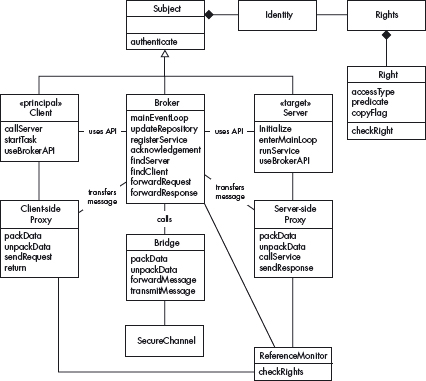 Subject
authenticate
Identity
Rights
Right
accessType
predicate
copyFlag
checkRight
«principal»
Client
callServer
startTask
useBrokerAPI
uses API
Broker
mainEventLoop
updateRepository
registerService
acknowledgement
findServer
findClient
forwardRequest
forwardResponse
uses API
«target»
Server
Initialize
enterMainLoop
runService
useBrokerAPI
transfers
message
transfers
message
Client-side
Proxy
packData
unpackData
sendRequest
return
calls
Bridge
packData
unpackData
forwardMessage
transmitMessage
Server-side
Proxy
packData
unpackData
callService
sendResponse
SecureChannel
ReferenceMonitor
checkRights